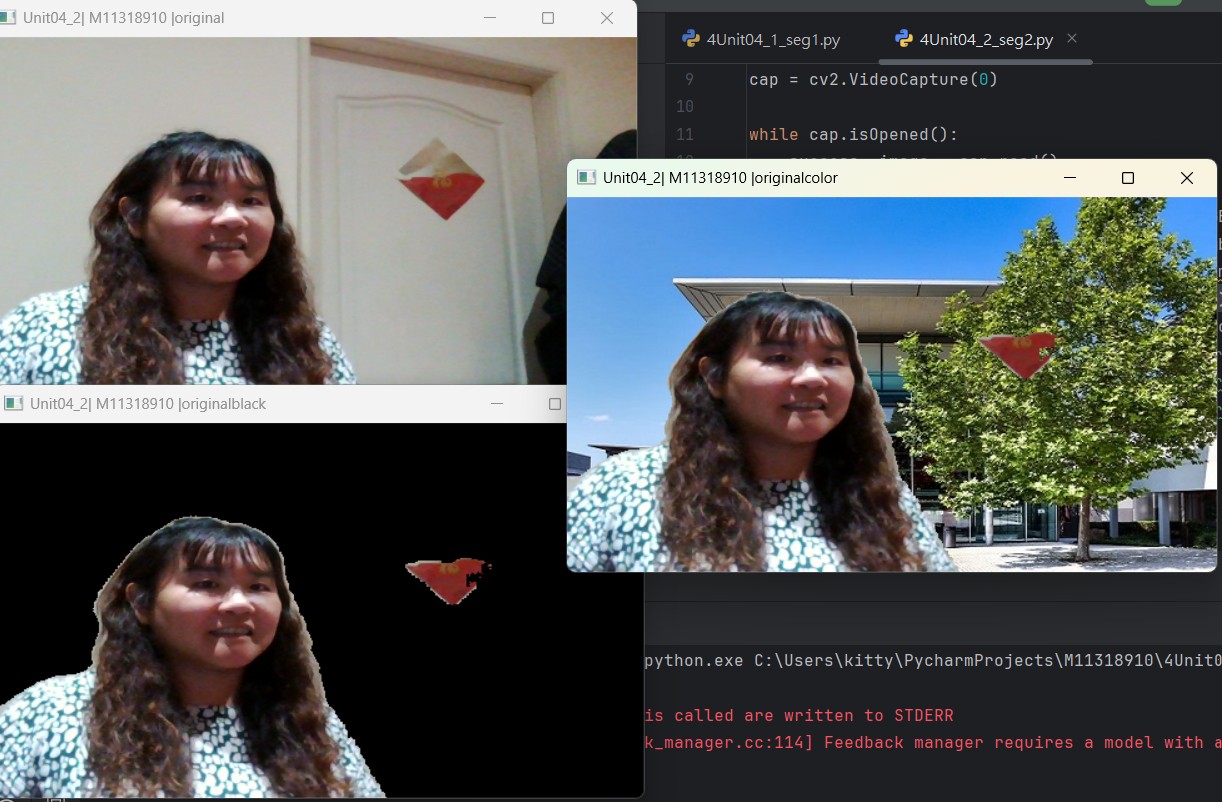 Unit04_2| M11318910 |original
4Unit04_1_seg1.py
4Unit04_2_seg2.py
9
cap = cv2.VideoCapture(0)
10
11
while cap.isOpened():
Unit04_2| M11318910 |originalcolor
Unit04_2| M11318910 |originalblack
python.exe C:\Users\kitty\PycharmProjects\M11318910\4Unit0
is called are written to STDERR
k_manager.cc:114] Feedback manager requires a model with a